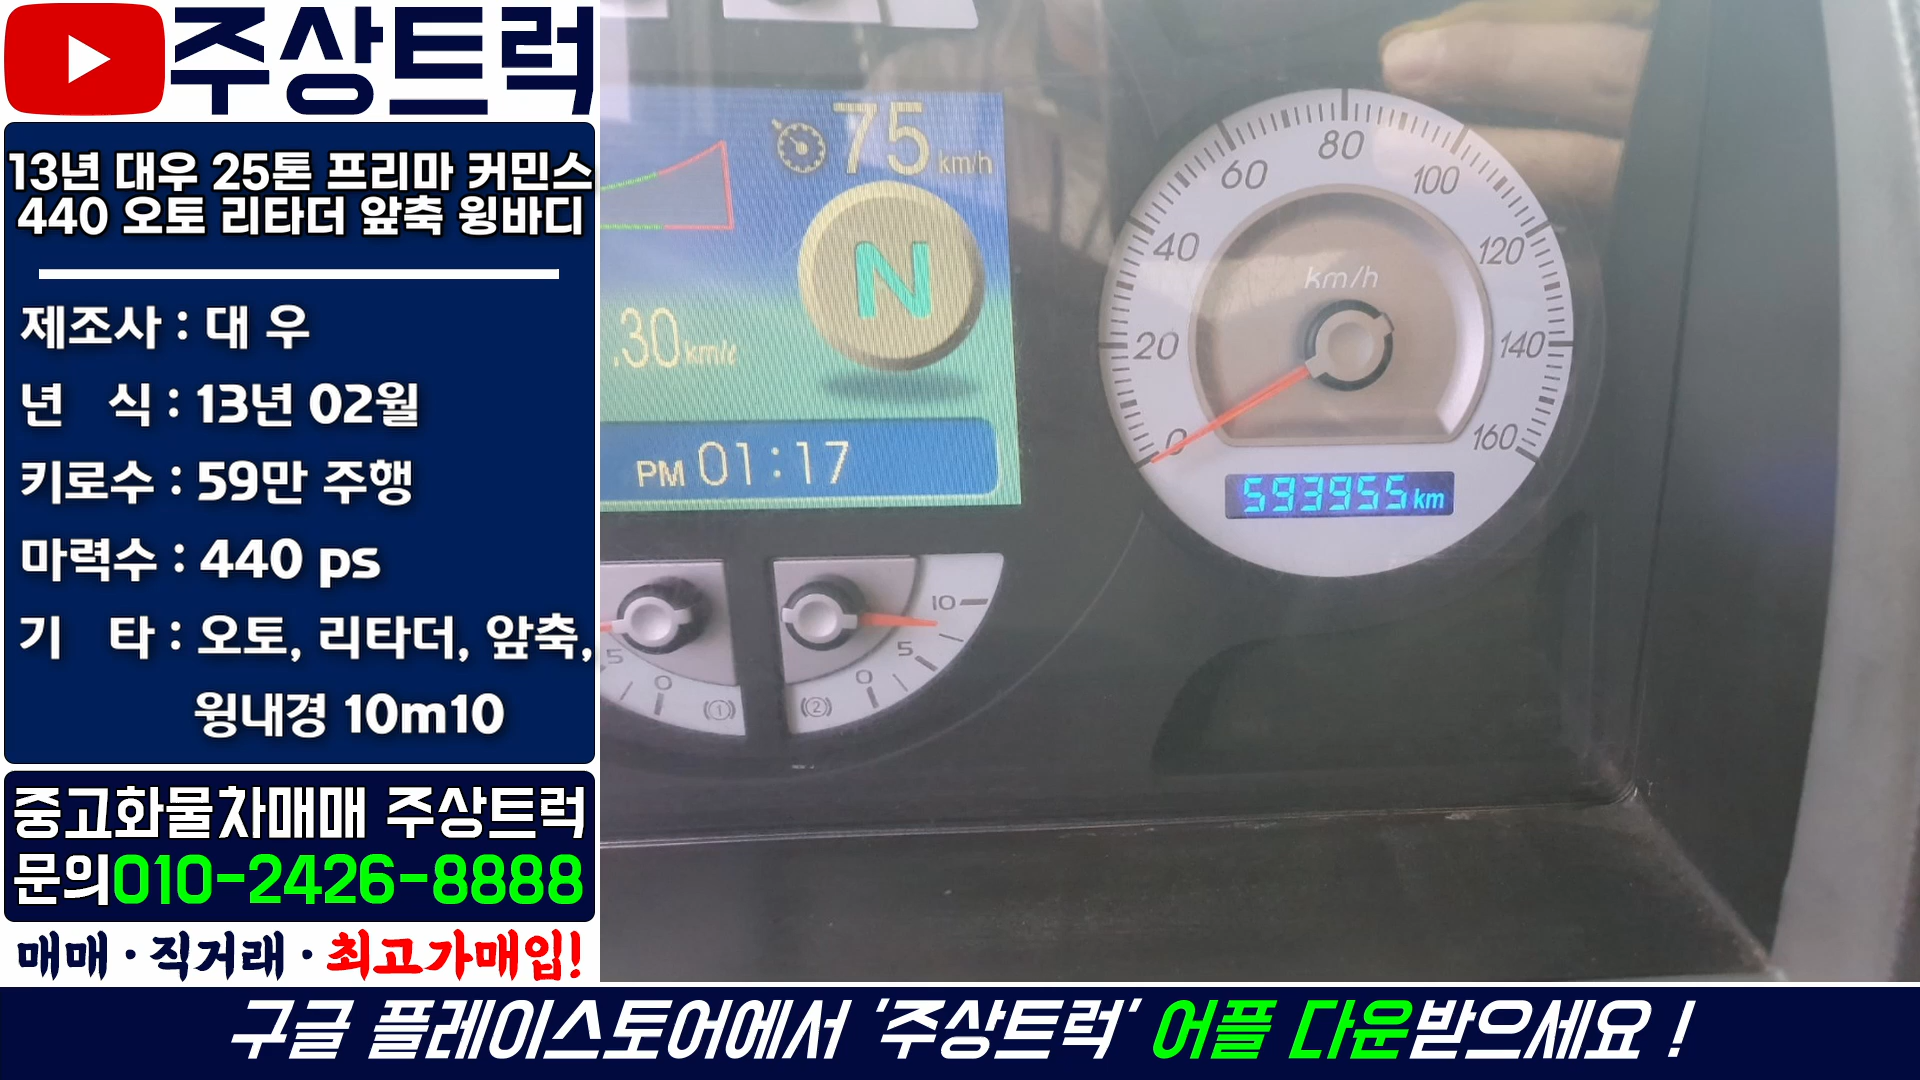 주상트럭
13년 대우 25톤 프리마 커민스
440 오토 리타더 앞축 윙바디
제조사 : 대 우
년 식 : 13년 02월
키로수 : 59만 주행
마력수 : 440 ps
기 타 : 오토, 리타더, 앞축,
윙내경 10m10
중고화물차매매 주상트럭
문의010-2426-8888
매매 · 직거래 · 최고가매입!
75 km/h
N
.30 km/ℓ
PM 01:17
0
20
40
60
80
100
120
140
160
km/h
593955 km
5
0
(1)
10
5
0
(2)
구글 플레이스토어에서 '주상트럭' 어플 다운받으세요 !